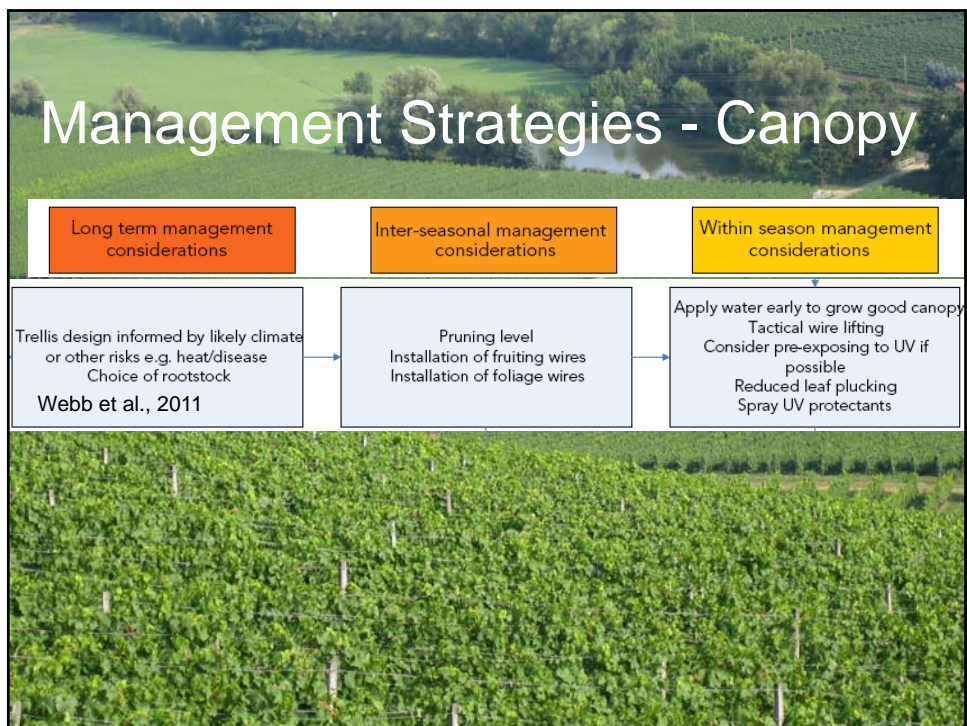 Management Strategies - Canopy
Long term management
considerations
Inter-seasonal management
considerations
Within season management
considerations
Trellis design informed by likely climate
or other risks e.g. heat/disease
Choice of rootstock
Webb et al., 2011
Pruning level
Installation of fruiting wires
Installation of foliage wires
Apply water early to grow good canopy
Tactical wire lifting
Consider pre-exposing to UV if
possible
Reduced leaf plucking
Spray UV protectants